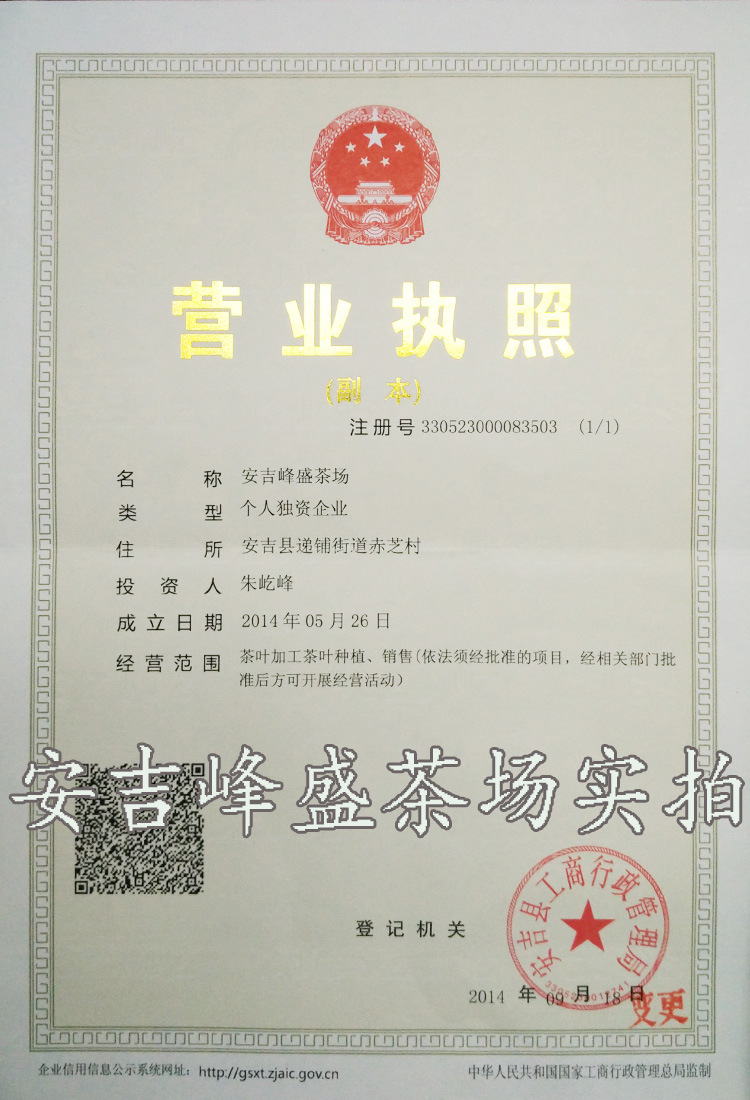 营业执照
(副 本)
注册号 330523000083503 (1/1)
名 称 安吉峰盛茶场
类 型 个人独资企业
住 所 安吉县递铺街道赤芝村
投 资 人 朱屹峰
成立日期 2014 年 05 月 26 日
经营范围 茶叶加工茶叶种植、销售(依法须经批准的项目，经相关部门批
准后方可开展经营活动)
安吉峰盛茶场实拍
安吉县工商行政管理局
登记机关
2014 年 09 月 18 日
变更
企业信用信息公示系统网址：http://gsxt.zjaic.gov.cn
中华人民共和国国家工商行政管理总局监制